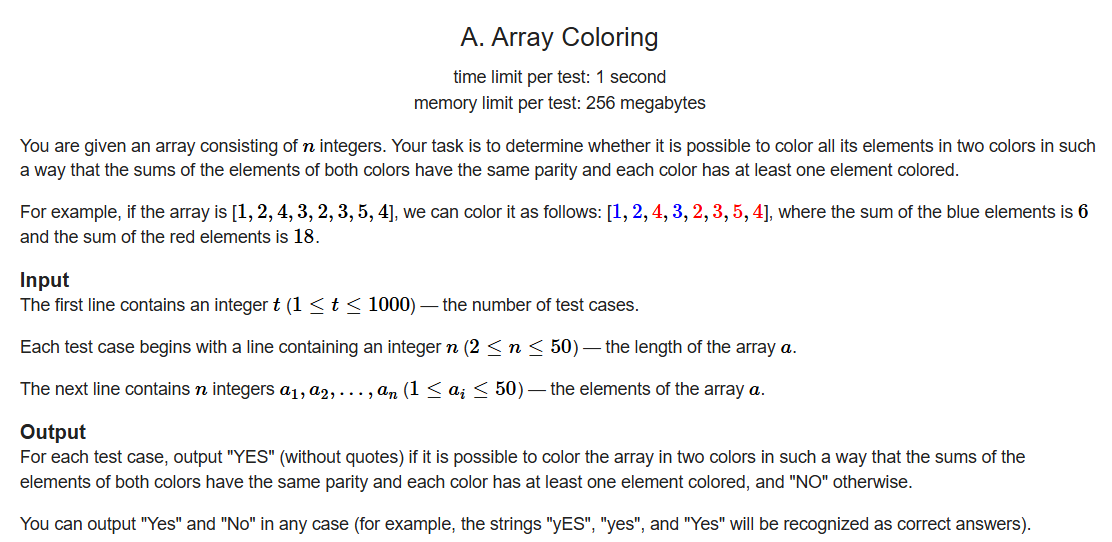 A. Array Coloring
time limit per test: 1 second
memory limit per test: 256 megabytes
You are given an array consisting of n integers. Your task is to determine whether it is possible to color all its elements in two colors in such
a way that the sums of the elements of both colors have the same parity and each color has at least one element colored.
For example, if the array is [1, 2, 4, 3, 2, 3, 5, 4], we can color it as follows: [1, 2, 4, 3, 2, 3, 5, 4], where the sum of the blue elements is 6
and the sum of the red elements is 18.
Input
The first line contains an integer t (1 ≤ t ≤ 1000) — the number of test cases.
Each test case begins with a line containing an integer n (2 ≤ n ≤ 50) — the length of the array a.
The next line contains n integers a₁, a₂, . . . , aₙ (1 ≤ aᵢ ≤ 50) — the elements of the array a.
Output
For each test case, output "YES" (without quotes) if it is possible to color the array in two colors in such a way that the sums of the
elements of both colors have the same parity and each color has at least one element colored, and "NO" otherwise.
You can output "Yes" and "No" in any case (for example, the strings "yES", "yes", and "Yes" will be recognized as correct answers).